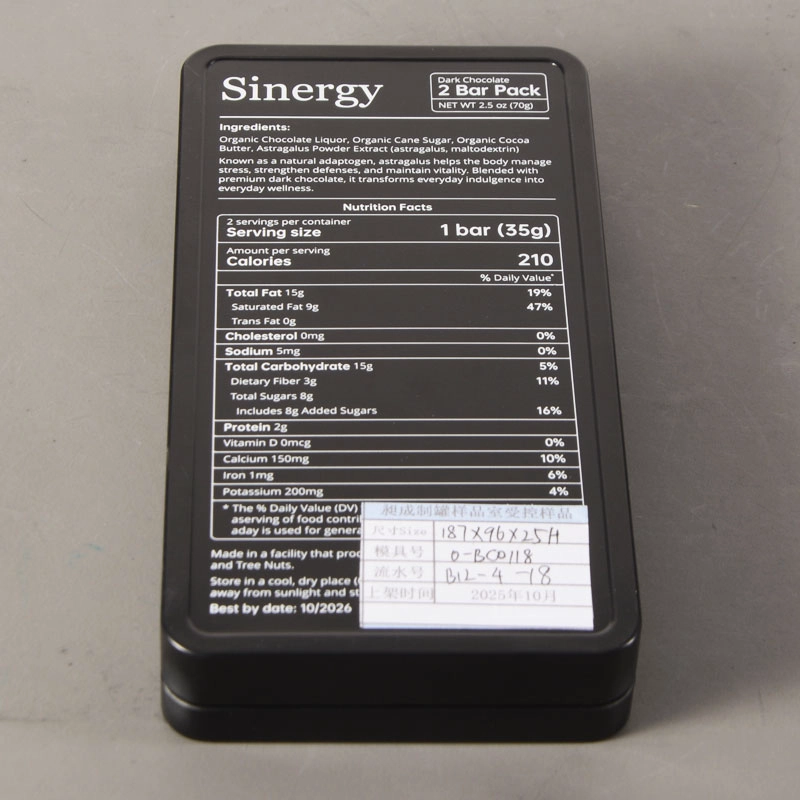 Sinergy
Dark Chocolate
2 Bar Pack
NET WT 2.5 oz (70g)
Ingredients:
Organic Chocolate Liquor, Organic Cane Sugar, Organic Cocoa
Butter, Astragalus Powder Extract (astragalus, maltodextrin)
Known as a natural adaptogen, astragalus helps the body manage
stress, strengthen defenses, and maintain vitality. Blended with
premium dark chocolate, it transforms everyday indulgence into
everyday wellness.
Nutrition Facts
2 servings per container
Serving size 1 bar (35g)
Amount per serving
Calories 210
% Daily Value*
Total Fat 15g 19%
Saturated Fat 9g 47%
Trans Fat 0g
Cholesterol 0mg 0%
Sodium 5mg 0%
Total Carbohydrate 15g 5%
Dietary Fiber 3g 11%
Total Sugars 8g
Includes 8g Added Sugars 16%
Protein 2g
Vitamin D 0mcg 0%
Calcium 150mg 10%
Iron 1mg 6%
Potassium 200mg 4%
* The % Daily Value (DV)
aserving of food contri
aday is used for genera
Made in a facility that proc
and Tree Nuts.
Store in a cool, dry place (
away from sunlight and st
Best by date: 10/2026
昶成制罐样品室受控样品
尺寸Size 187X96X25H
模具号 0-BC0118
流水号 B12-4-78
上架时间 2025年10月